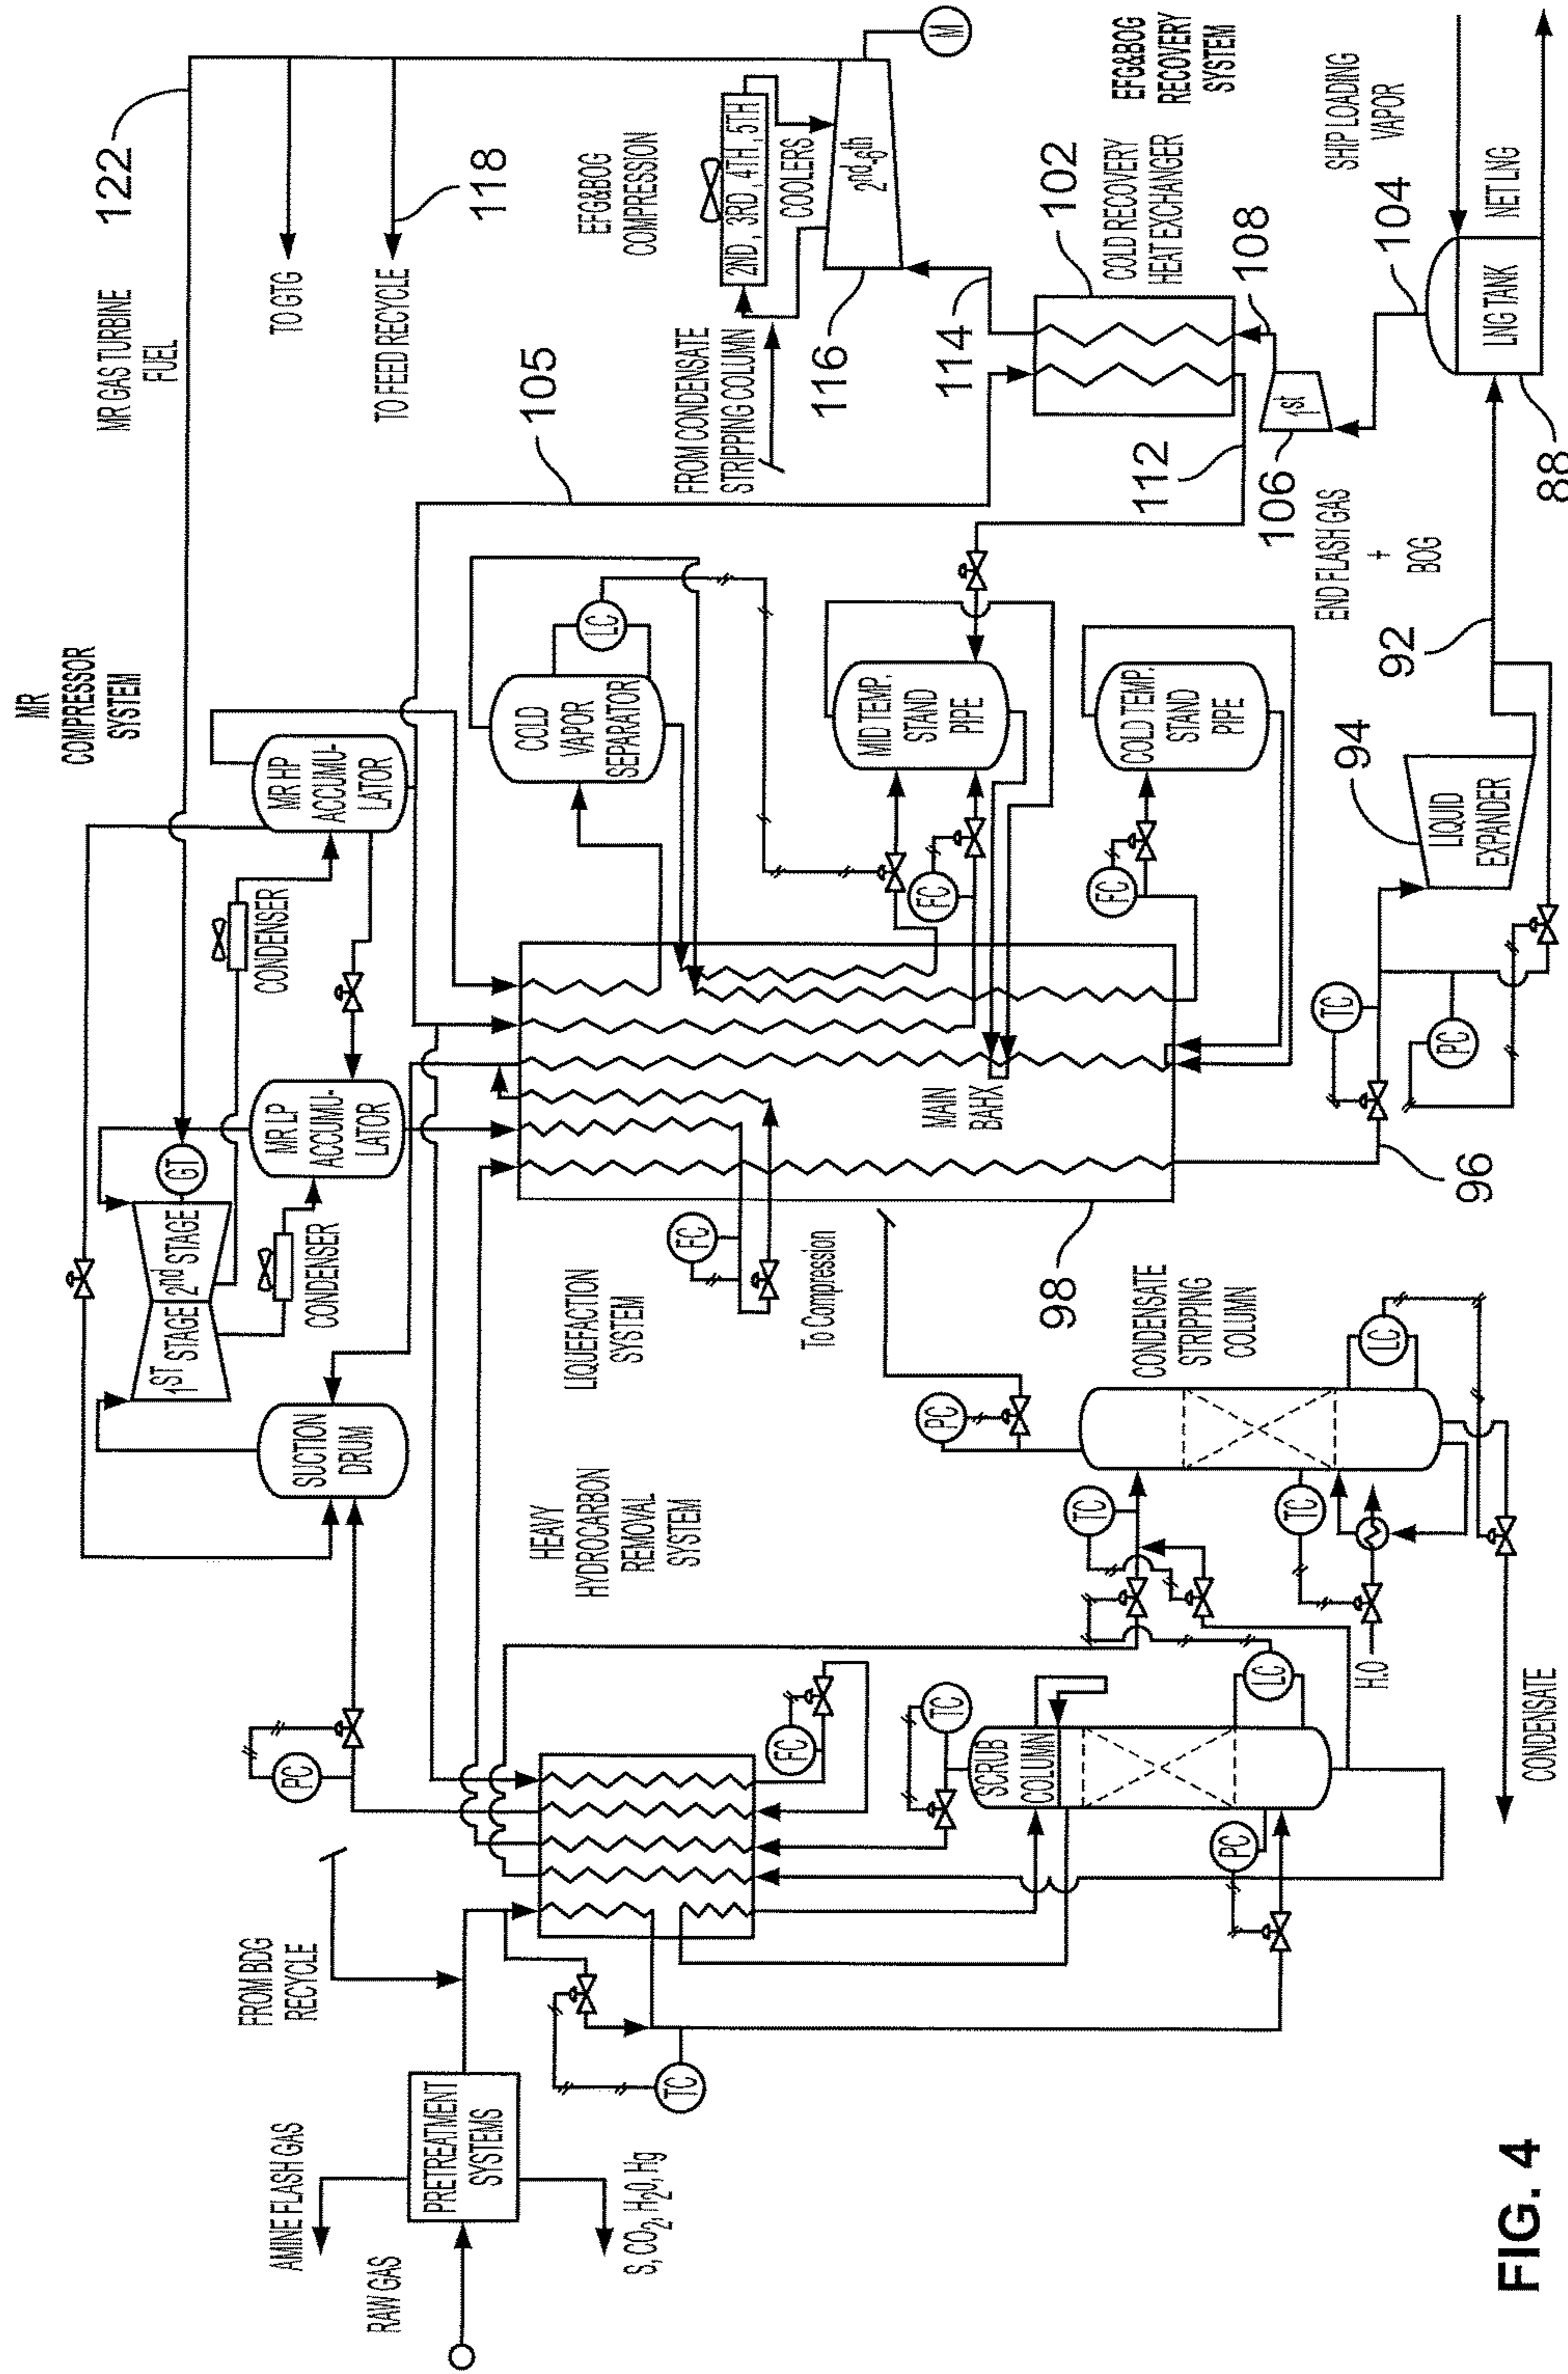 MR
COMPRESSOR
SYSTEM
MR GAS TURBINE
FUEL
122
TO GTG
TO FEED RECYCLE
118
EFG&BOG
COMPRESSION
2ND, 3RD, 4TH, 5TH
COOLERS
2nd-6th
M
116
FROM CONDENSATE
STRIPPING COLUMN
105
114
102
COLD RECOVERY
HEAT EXCHANGER
EFG&BOG
RECOVERY
SYSTEM
108
1st
106
112
SHIP LOADING
VAPOR
104
LNG TANK
NET LNG
88
END FLASH GAS
+
BOG
92
LIQUID
EXPANDER
94
TC
PC
96
MR HP
ACCUMU-
LATOR
CONDENSER
MR LP
ACCUMU-
LATOR
CONDENSER
GT
1ST STAGE
2nd STAGE
SUCTION
DRUM
COLD
VAPOR
SEPARATOR
LC
MID TEMP.
STAND
PIPE
FC
COLD TEMP.
STAND
PIPE
FC
MAIN
BAHX
98
FC
LIQUEFACTION
SYSTEM
To Compression
CONDENSATE
STRIPPING
COLUMN
LC
PC
TC
TC
H.O
CONDENSATE
HEAVY
HYDROCARBON
REMOVAL
SYSTEM
PC
FC
TC
SCRUB
COLUMN
LC
PC
FROM BDG
RECYCLE
TC
PRETREATMENT
SYSTEMS
AMINE FLASH GAS
S, CO2, H2O, Hg
RAW GAS
FIG. 4